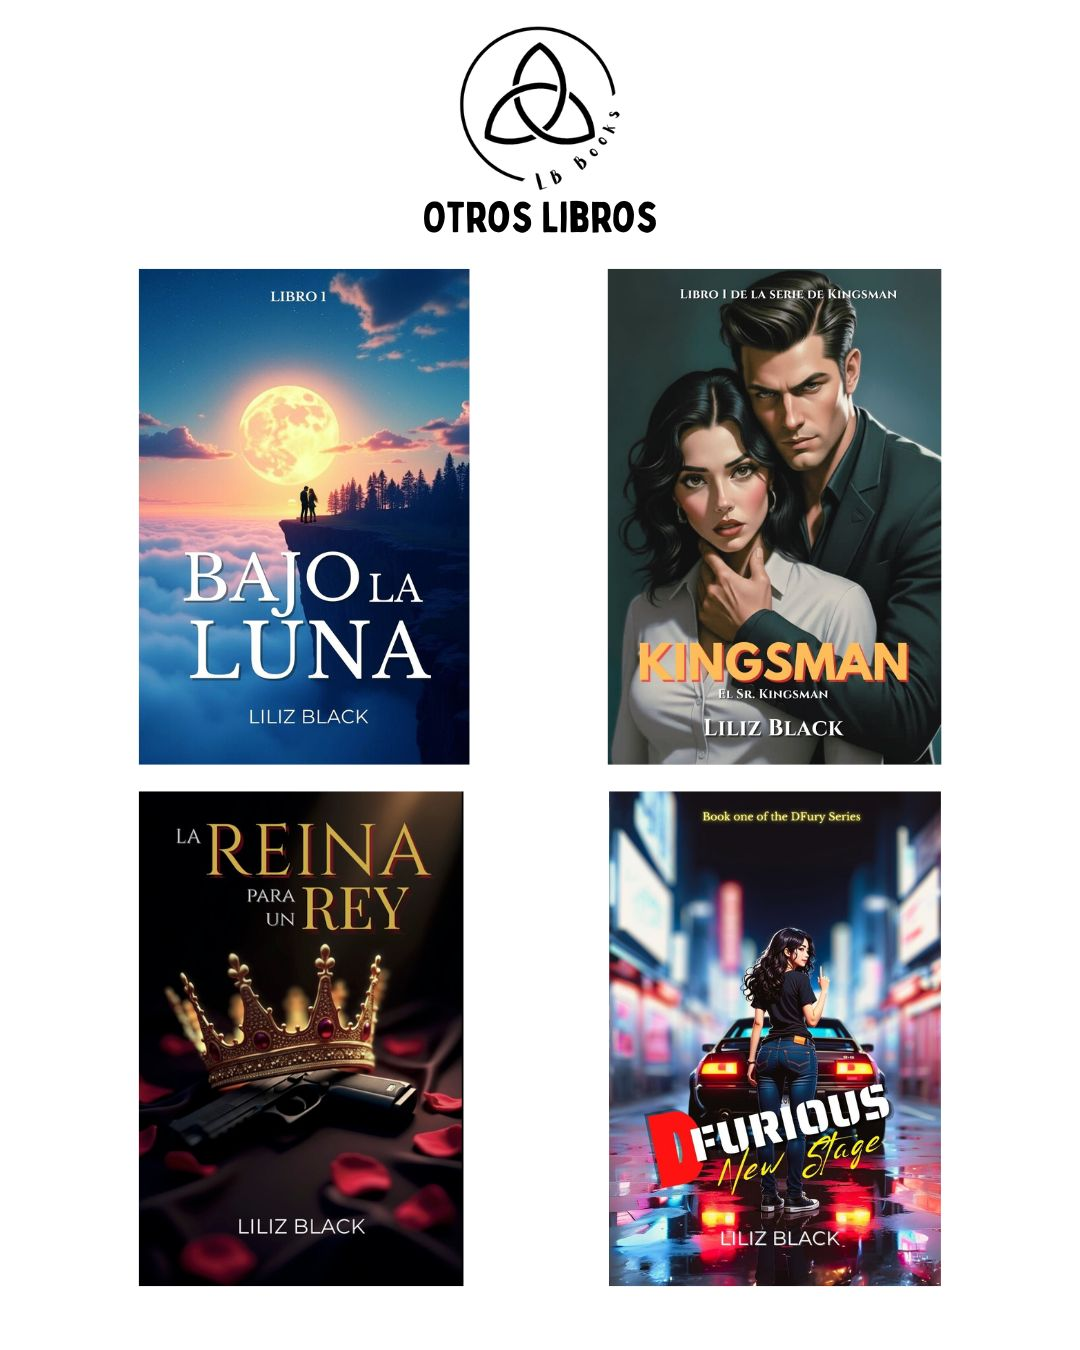 LB Books
OTROS LIBROS
LIBRO 1
BAJO LA
LUNA
LILIZ BLACK
Libro 1 de la serie de Kingsman
KINGSMAN
El Sr. Kingsman
Liliz Black
LA REINA
PARA
UN REY
LILIZ BLACK
Book one of the DFury Series
DFURIOUS
New Stage
LILIZ BLACK